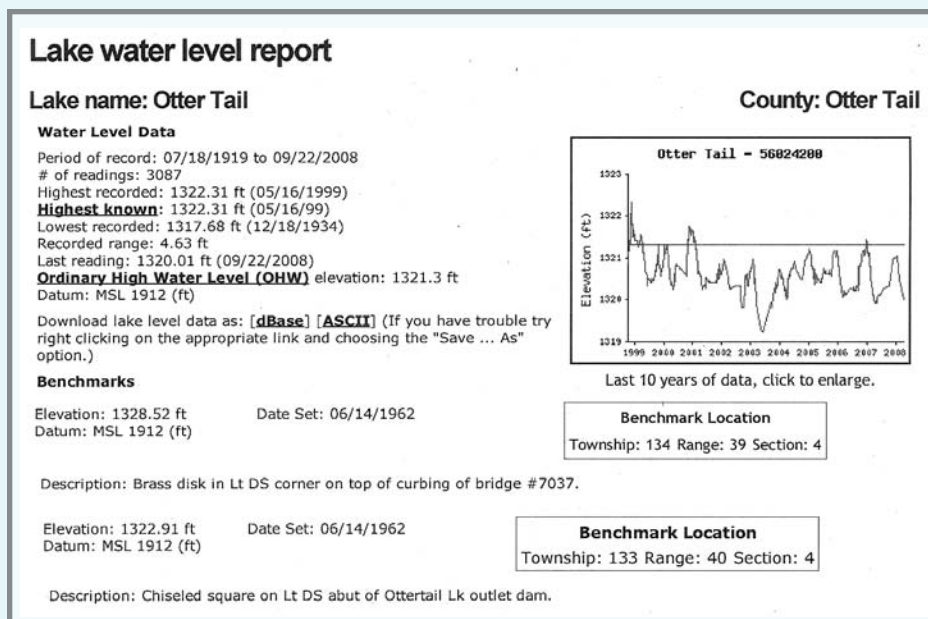 Lake water level report
Lake name: Otter Tail
County: Otter Tail
Water Level Data
Period of record: 07/18/1919 to 09/22/2008
# of readings: 3087
Highest recorded: 1322.31 ft (05/16/1999)
Highest known: 1322.31 ft (05/16/99)
Lowest recorded: 1317.68 ft (12/18/1934)
Recorded range: 4.63 ft
Last reading: 1320.01 ft (09/22/2008)
Ordinary High Water Level (OHW) elevation: 1321.3 ft
Datum: MSL 1912 (ft)
Download lake level data as: [dBase] [ASCII] (If you have trouble try
right clicking on the appropriate link and choosing the "Save ... As"
option.)
Otter Tail - 56024200
Elevation (ft)
1323
1322
1321
1320
1319
1999 2000 2001 2002 2003 2004 2005 2006 2007 2008
Last 10 years of data, click to enlarge.
Benchmarks
Elevation: 1328.52 ft Date Set: 06/14/1962
Datum: MSL 1912 (ft)
Benchmark Location
Township: 134 Range: 39 Section: 4
Description: Brass disk in Lt DS corner on top of curbing of bridge #7037.
Elevation: 1322.91 ft Date Set: 06/14/1962
Datum: MSL 1912 (ft)
Benchmark Location
Township: 133 Range: 40 Section: 4
Description: Chiseled square on Lt DS abut of Ottertail Lk outlet dam.